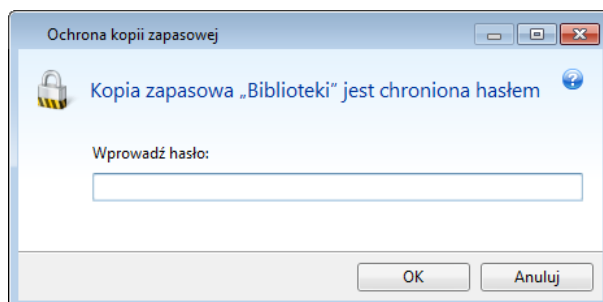 Ochrona kopii zapasowej
Kopia zapasowa „Biblioteki” jest chroniona hasłem
Wprowadź hasło:
OK
Anuluj